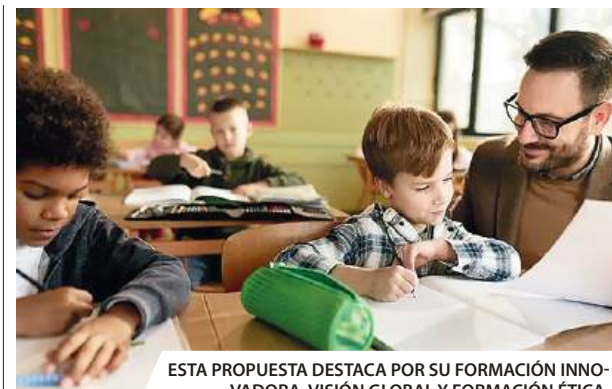 ESTA PROPUESTA DESTACA POR SU FORMACIÓN INNO-
VADORA, VISIÓN GLOBAL Y FORMACIÓN ÉTICA.